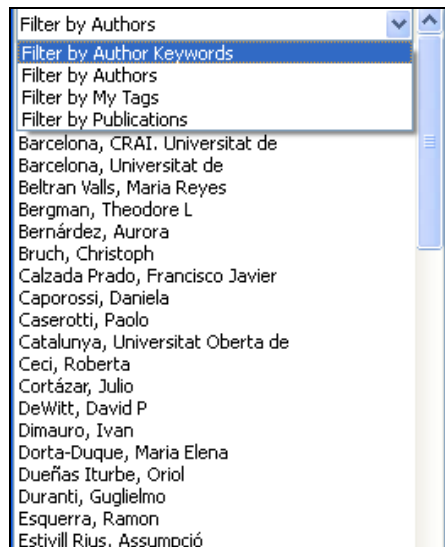 Filter by Authors
Filter by Author Keywords
Filter by Authors
Filter by My Tags
Filter by Publications
Barcelona, CRAI. Universitat de
Barcelona, Universitat de
Beltran Valls, Maria Reyes
Bergman, Theodore L
Bernárdez, Aurora
Bruch, Christoph
Calzada Prado, Francisco Javier
Caporossi, Daniela
Caserotti, Paolo
Catalunya, Universitat Oberta de
Ceci, Roberta
Cortázar, Julio
DeWitt, David P
Dimauro, Ivan
Dorta-Duque, Maria Elena
Dueñas Iturbe, Oriol
Duranti, Guglielmo
Esquerra, Ramon
Estivill Rius, Assumpció